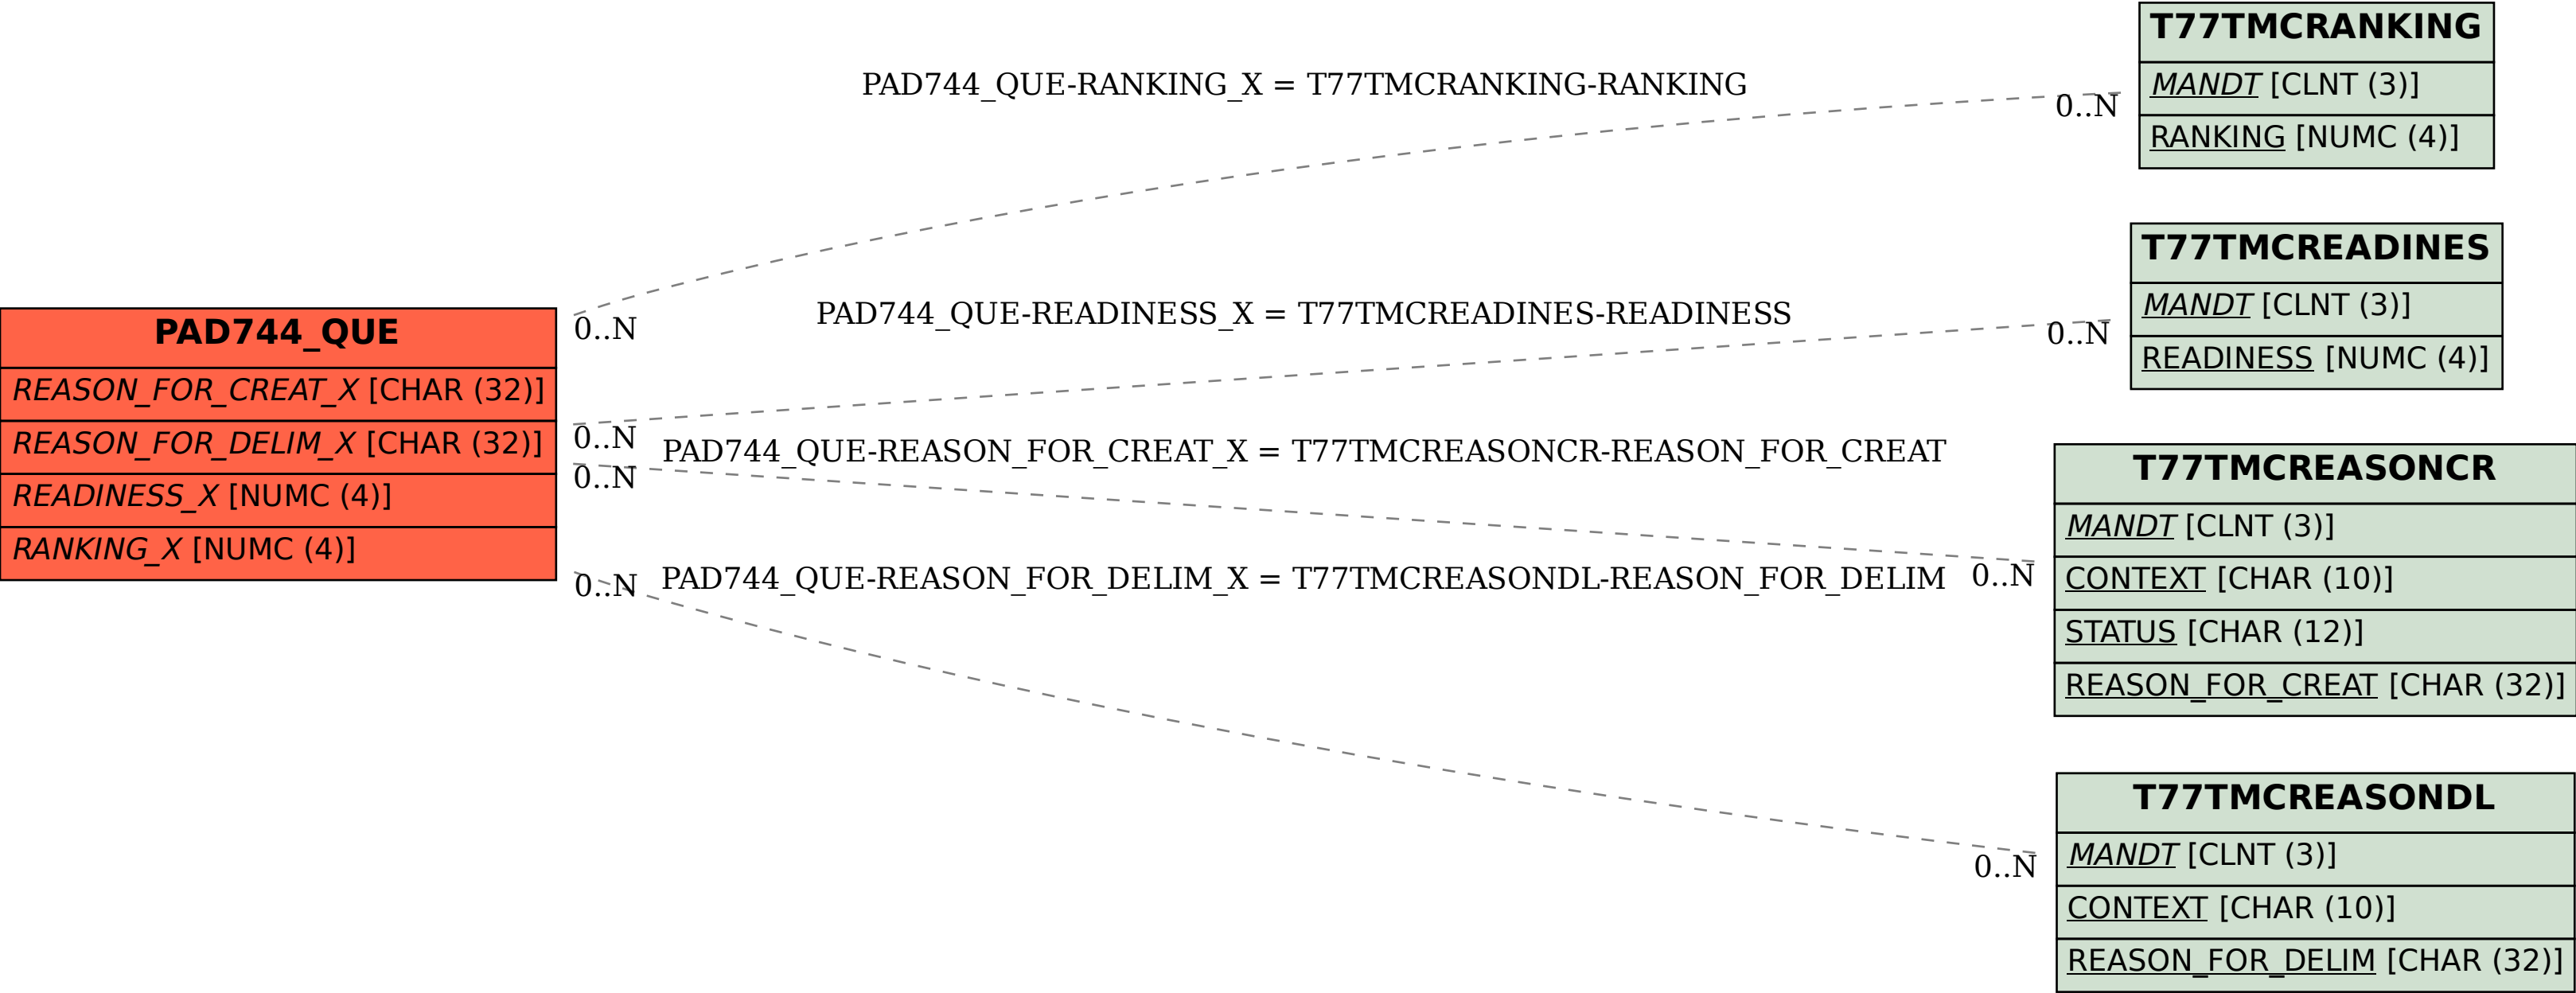 PAD744_QUE
REASON_FOR_CREAT_X [CHAR (32)]
REASON_FOR_DELIM_X [CHAR (32)]
READINESS_X [NUMC (4)]
RANKING_X [NUMC (4)]
PAD744_QUE-RANKING_X = T77TMCRANKING-RANKING
0..N
0..N
PAD744_QUE-READINESS_X = T77TMCREADINES-READINESS
0..N
0..N
PAD744_QUE-REASON_FOR_CREAT_X = T77TMCREASONCR-REASON_FOR_CREAT
0..N
0..N
PAD744_QUE-REASON_FOR_DELIM_X = T77TMCREASONDL-REASON_FOR_DELIM
0..N
0..N
T77TMCRANKING
MANDT [CLNT (3)]
RANKING [NUMC (4)]
T77TMCREADINES
MANDT [CLNT (3)]
READINESS [NUMC (4)]
T77TMCREASONCR
MANDT [CLNT (3)]
CONTEXT [CHAR (10)]
STATUS [CHAR (12)]
REASON_FOR_CREAT [CHAR (32)]
T77TMCREASONDL
MANDT [CLNT (3)]
CONTEXT [CHAR (10)]
REASON_FOR_DELIM [CHAR (32)]